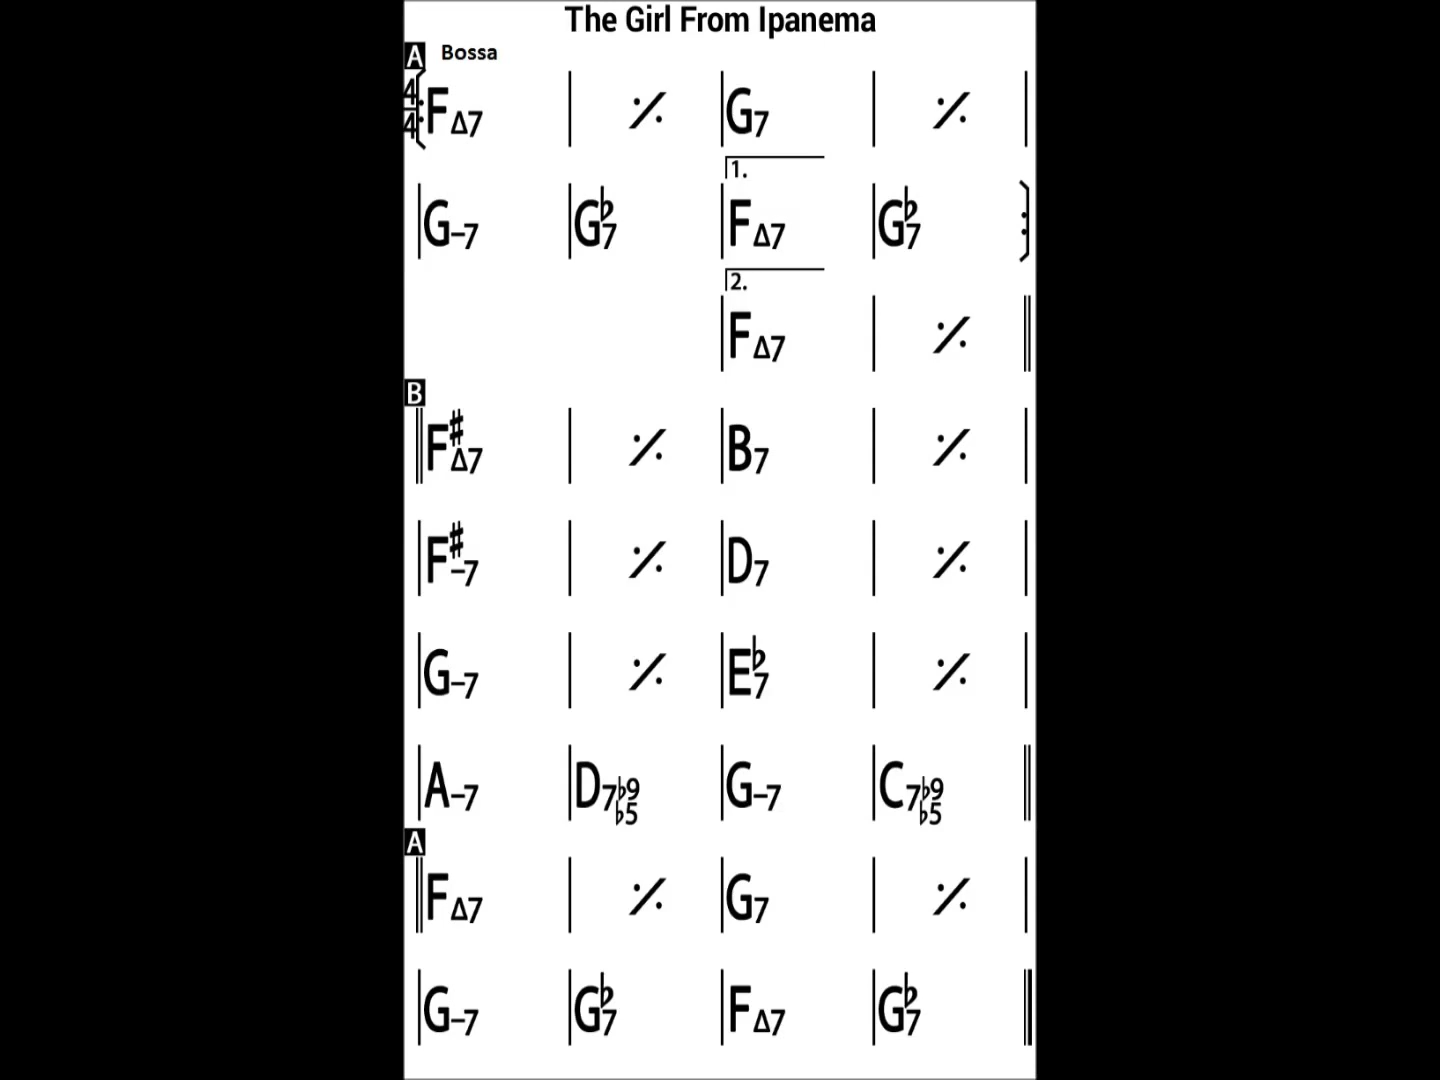 The Girl From Ipanema
A Bossa
4/4 FΔ7 | 𝄎 | G7 | 𝄎 |
1.
| G–7 | G♭7 | FΔ7 | G♭7 :|
2.
| FΔ7 | 𝄎 ||
B
|| F♯Δ7 | 𝄎 | B7 | 𝄎 |
| F♯–7 | 𝄎 | D7 | 𝄎 |
| G–7 | 𝄎 | E♭7 | 𝄎 |
| A–7 | D7♭9♭5 | G–7 | C7♭9♭5 ||
A
|| FΔ7 | 𝄎 | G7 | 𝄎 |
| G–7 | G♭7 | FΔ7 | G♭7 ||